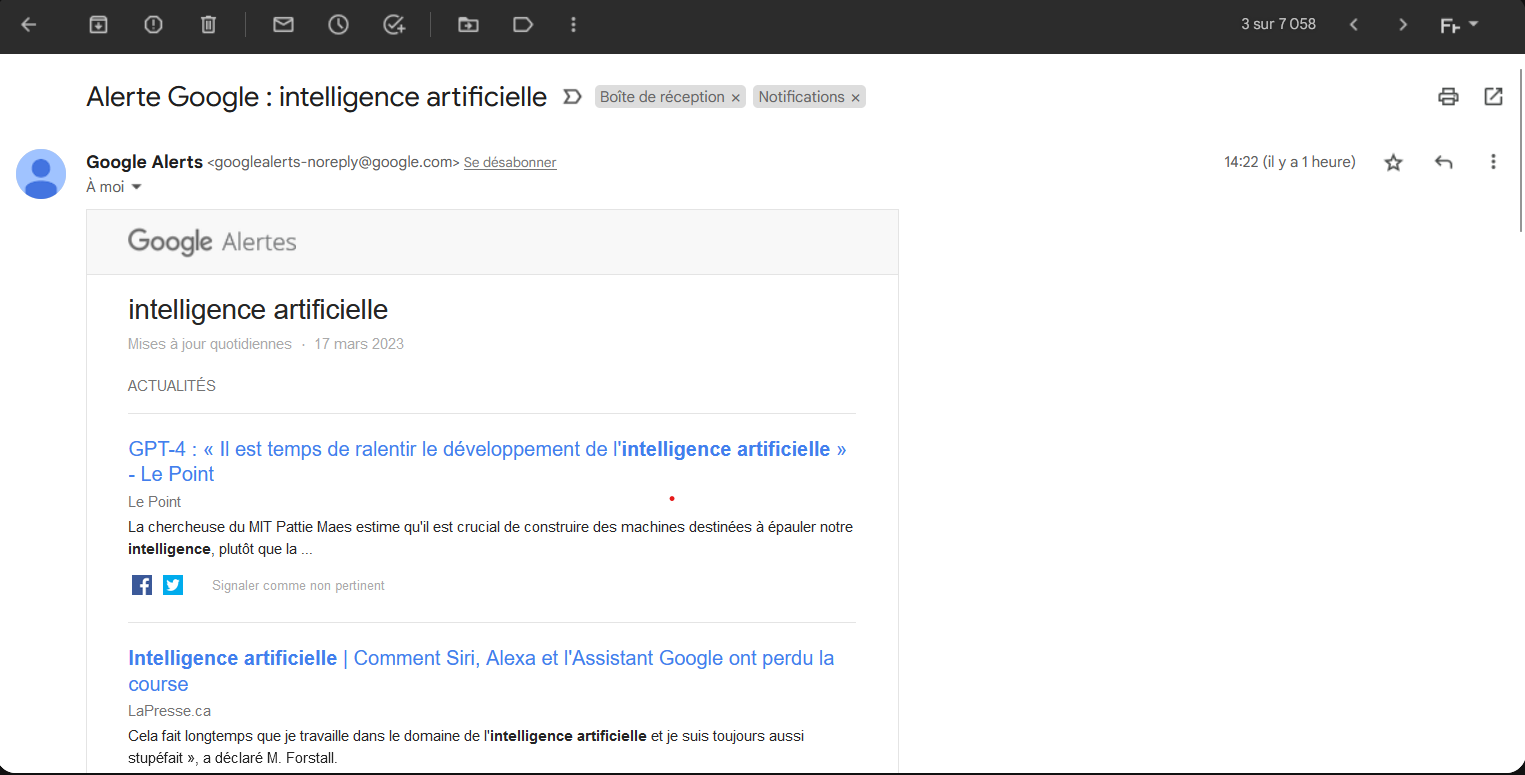 3 sur 7 058
Fr
Alerte Google : intelligence artificielle
Boîte de réception ×
Notifications ×
Google Alerts <googlealerts-noreply@google.com> Se désabonner
14:22 (il y a 1 heure)
À moi
Google Alertes
intelligence artificielle
Mises à jour quotidiennes · 17 mars 2023
ACTUALITÉS
GPT-4 : « Il est temps de ralentir le développement de l'intelligence artificielle »
- Le Point
Le Point
La chercheuse du MIT Pattie Maes estime qu'il est crucial de construire des machines destinées à épauler notre
intelligence, plutôt que la ...
Signaler comme non pertinent
Intelligence artificielle | Comment Siri, Alexa et l'Assistant Google ont perdu la
course
LaPresse.ca
Cela fait longtemps que je travaille dans le domaine de l'intelligence artificielle et je suis toujours aussi
stupéfait », a déclaré M. Forstall.